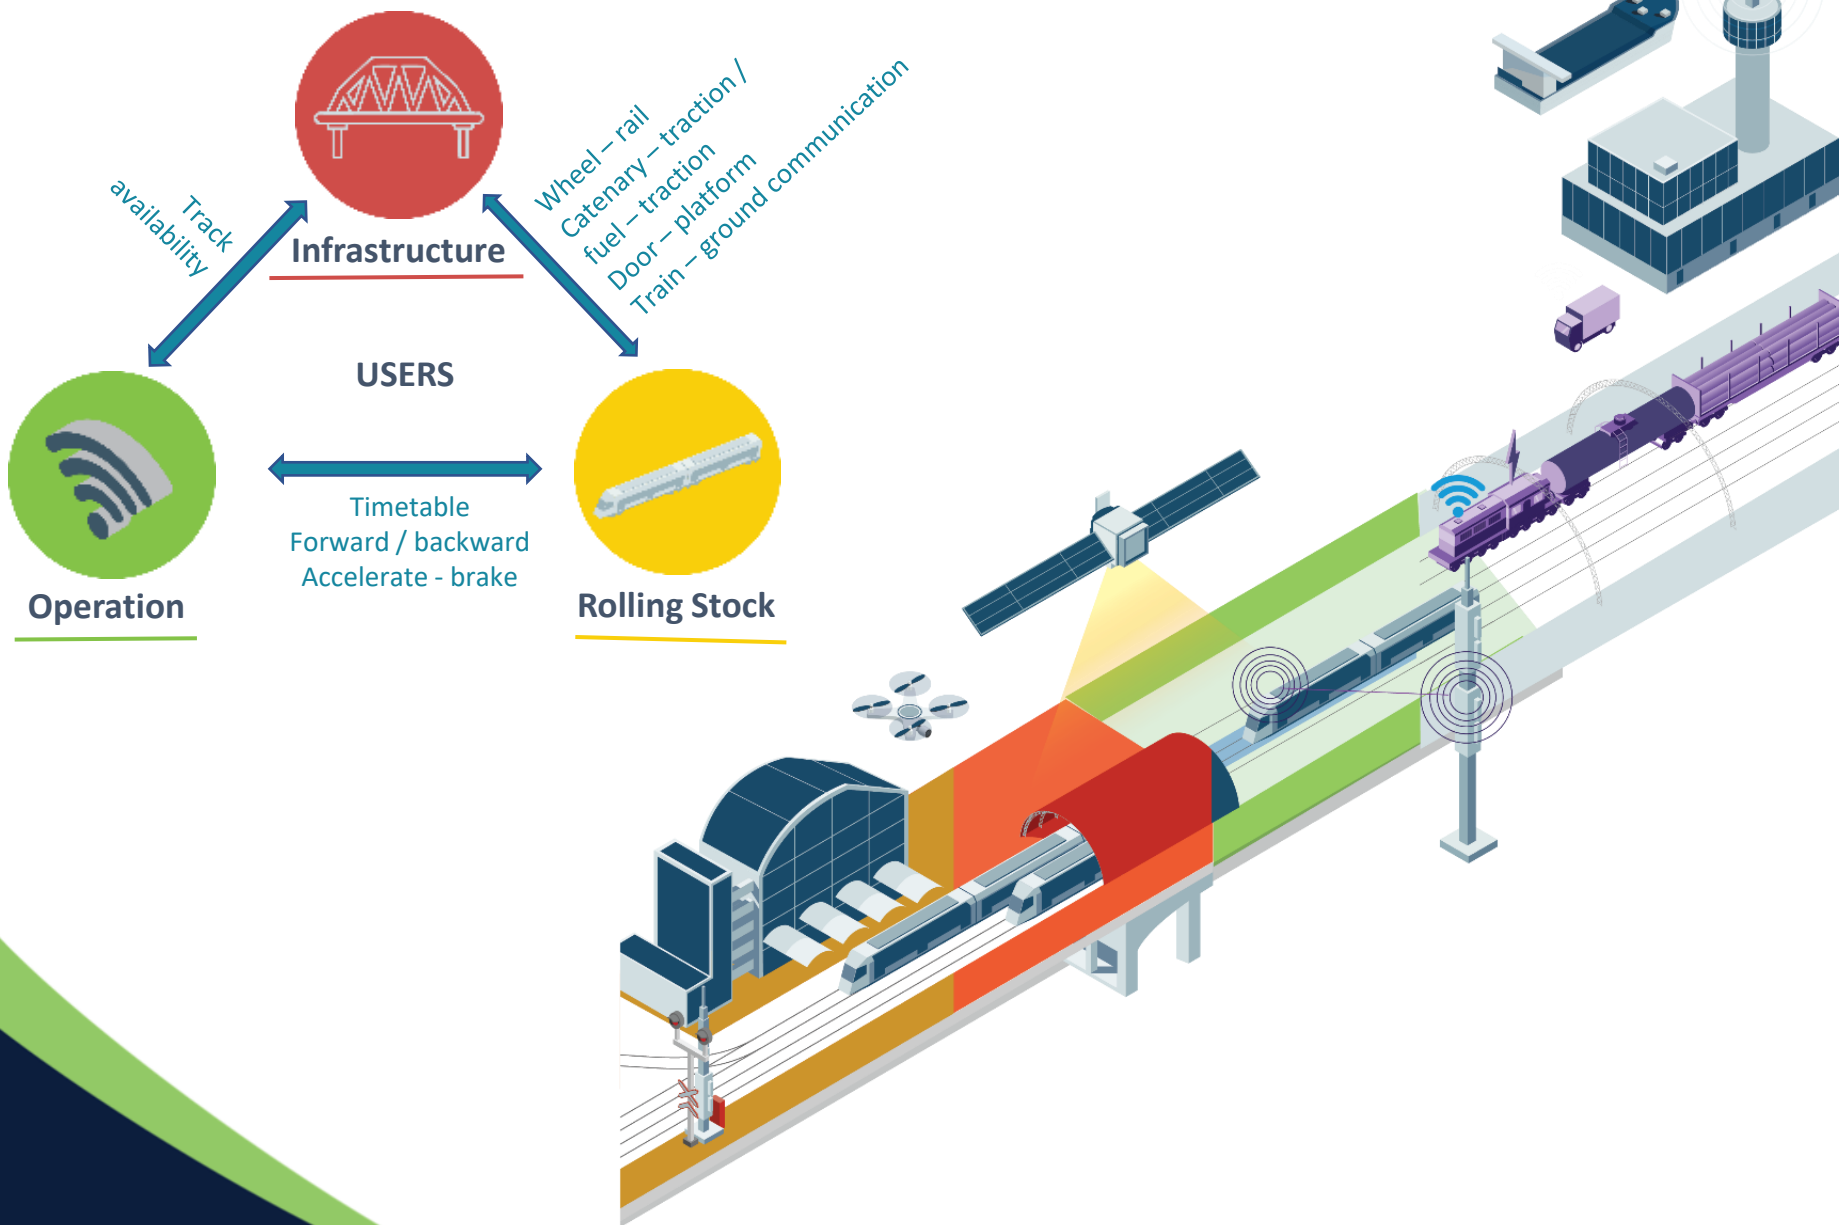 Wheel – rail
Catenary – traction /
fuel – traction
Door – platform
Train – ground communication
Track
availability
Infrastructure
USERS
Timetable
Forward / backward
Accelerate - brake
Operation
Rolling Stock